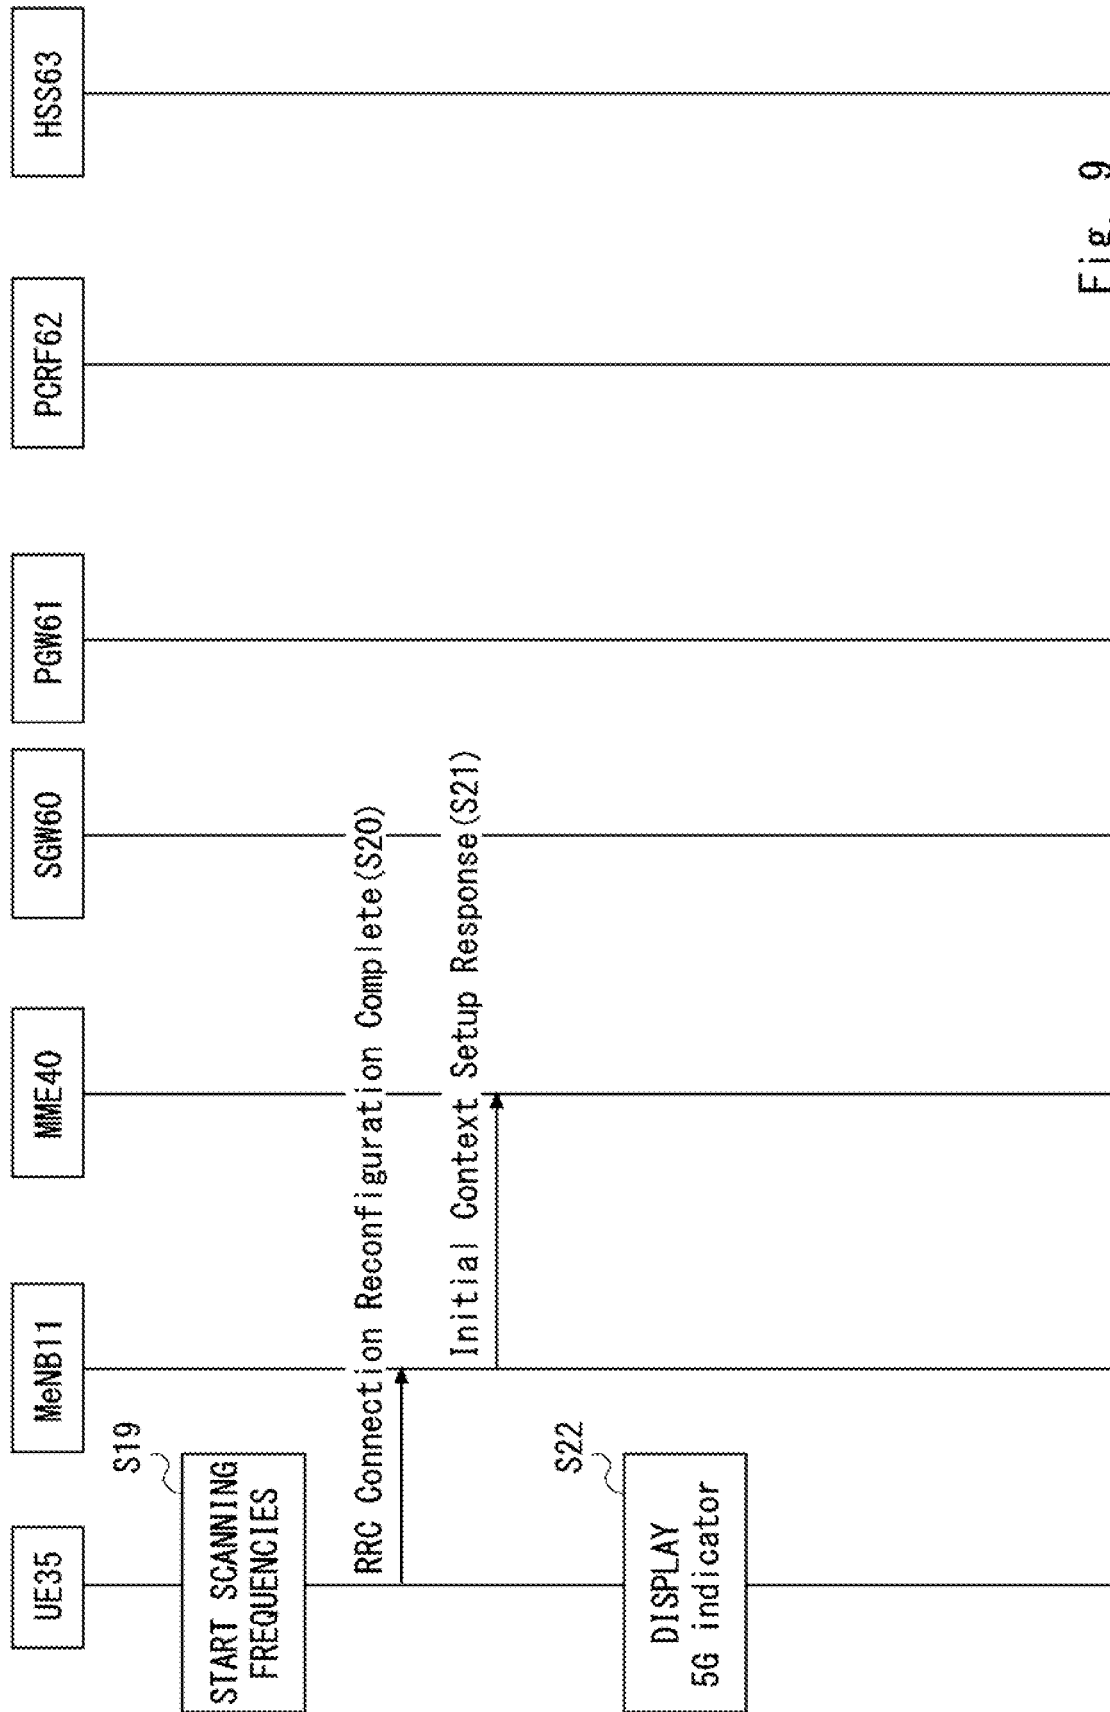 UE35
MeNB11
MME40
SGW60
PGW61
PCRF62
HSS63
S19
START SCANNING
FREQUENCIES
RRC Connection Reconfiguration Complete(S20)
Initial Context Setup Response(S21)
S22
DISPLAY
5G indicator
Fig. 9